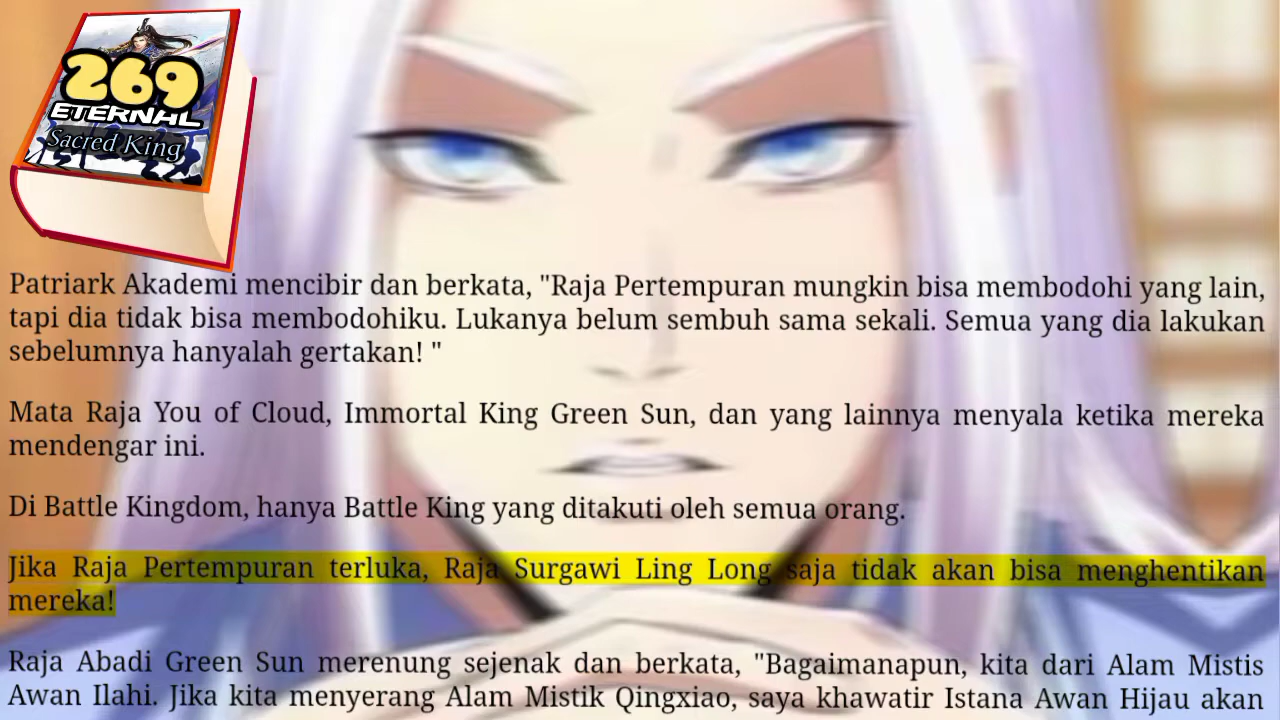 269
ETERNAL
Sacred King
Patriark Akademi mencibir dan berkata, "Raja Pertempuran mungkin bisa membodohi yang lain,
tapi dia tidak bisa membodohiku. Lukanya belum sembuh sama sekali. Semua yang dia lakukan
sebelumnya hanyalah gertakan! "
Mata Raja You of Cloud, Immortal King Green Sun, dan yang lainnya menyala ketika mereka
mendengar ini.
Di Battle Kingdom, hanya Battle King yang ditakuti oleh semua orang.
Jika Raja Pertempuran terluka, Raja Surgawi Ling Long saja tidak akan bisa menghentikan
mereka!
Raja Abadi Green Sun merenung sejenak dan berkata, "Bagaimanapun, kita dari Alam Mistis
Awan Ilahi. Jika kita menyerang Alam Mistik Qingxiao, saya khawatir Istana Awan Hijau akan